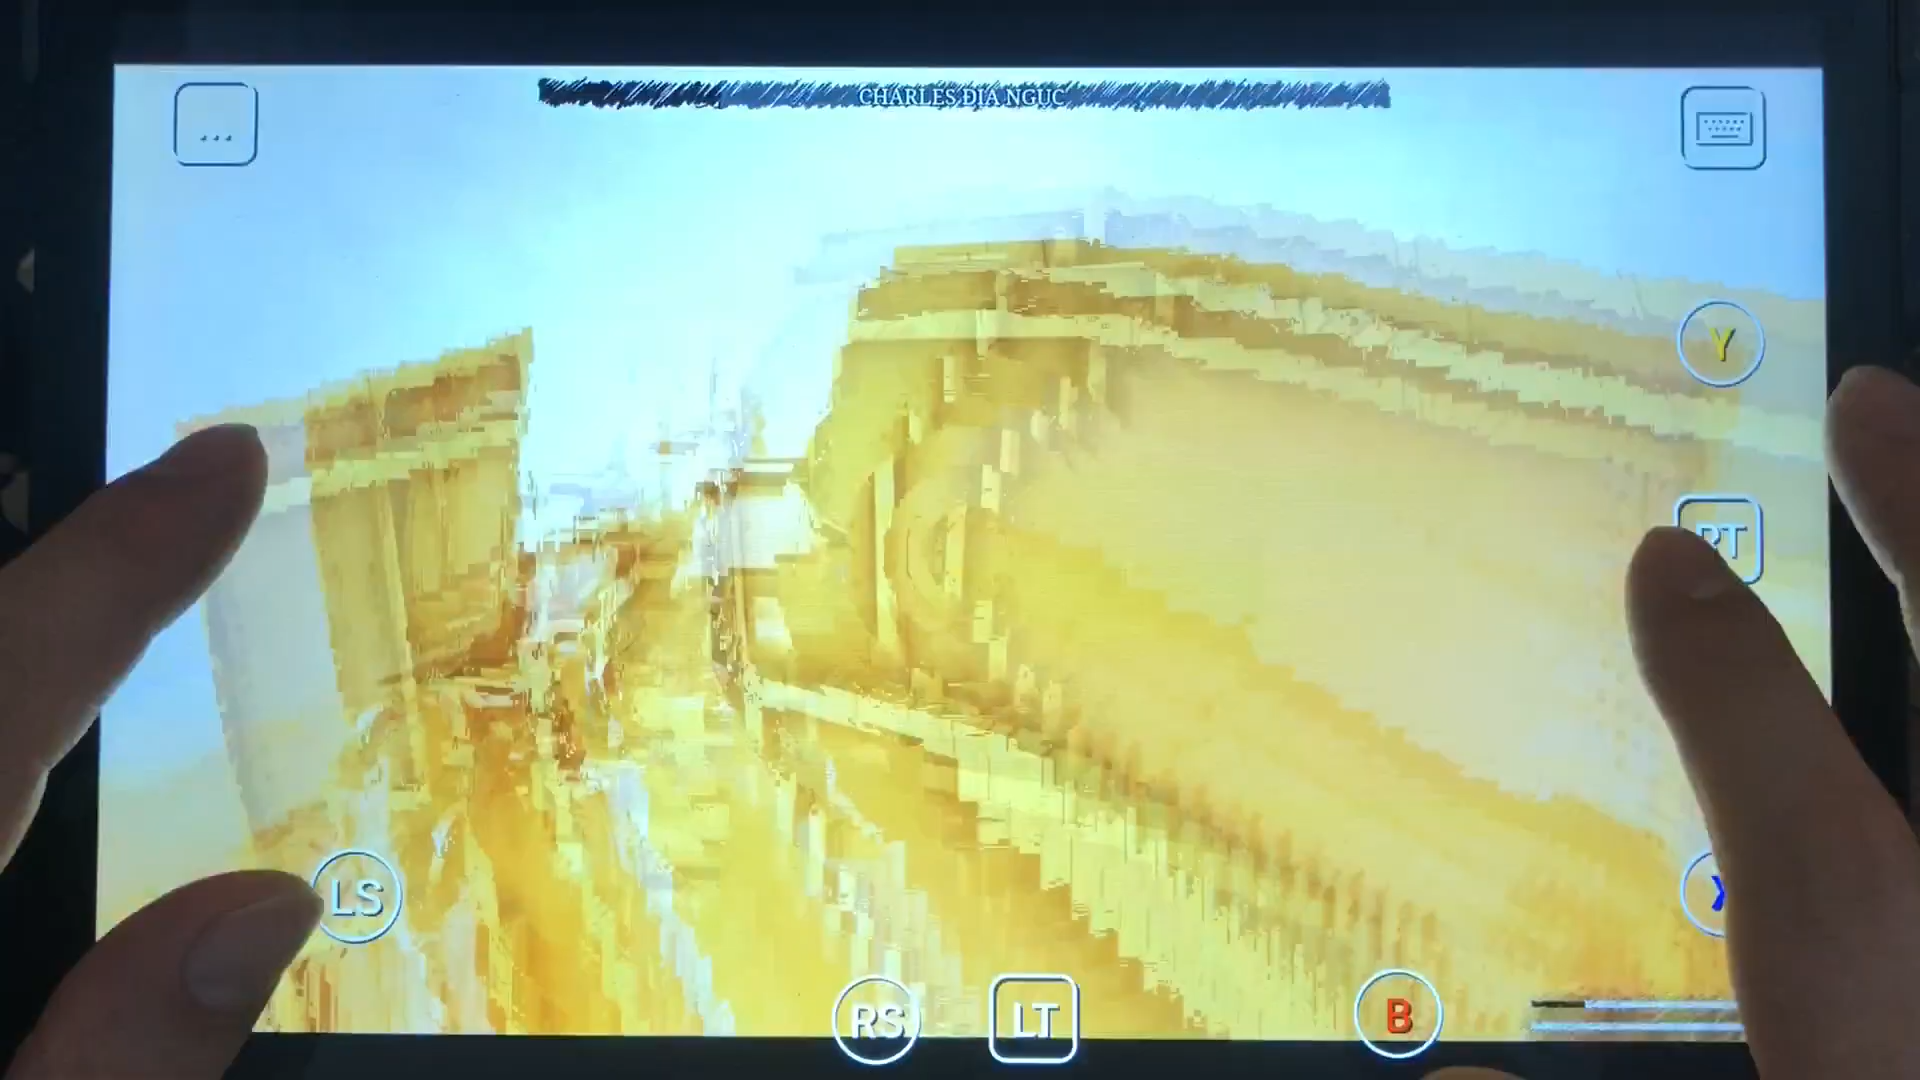 ...
CHARLES ĐỊA NGỤC
Y
RT
LS
X
RS
LT
B